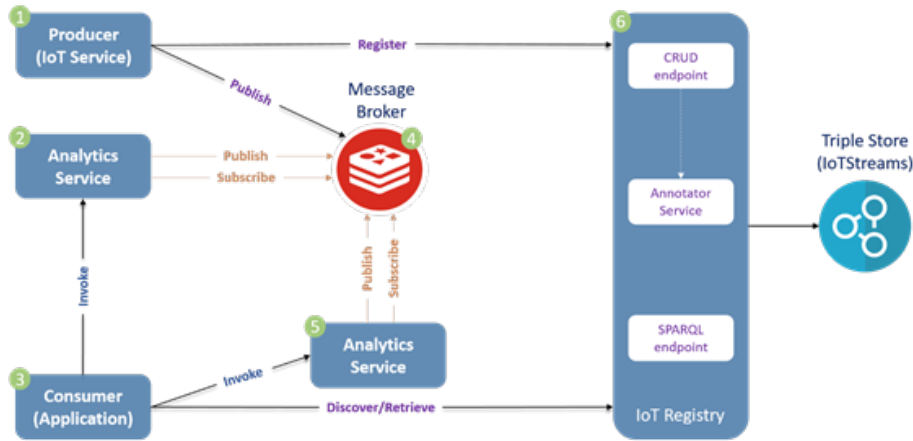 1
Producer
(IoT Service)
Register
6
CRUD
endpoint
Publish
Message
Broker
4
2
Analytics
Service
Publish
Subscribe
Triple Store
(IoTStreams)
Annotator
Service
Invoke
Publish
Subscribe
5
Analytics
Service
SPARQL
endpoint
3
Consumer
(Application)
Invoke
Discover/Retrieve
IoT Registry